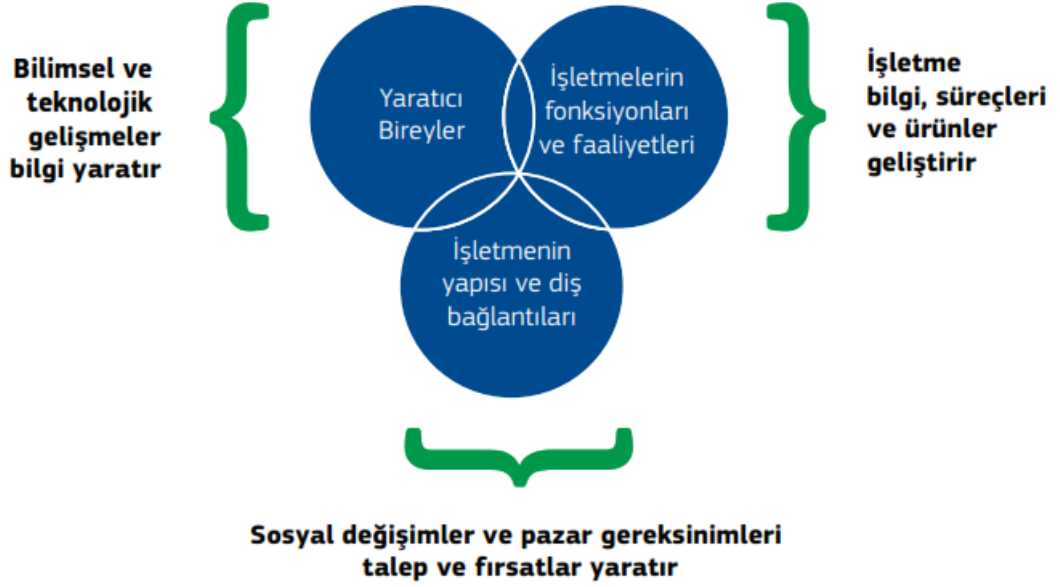 Bilimsel ve
teknolojik
gelişmeler
bilgi yaratır
Yaratıcı
Bireyler
İşletmelerin
fonksiyonları
ve faaliyetleri
İşletme
bilgi, süreçleri
ve ürünler
geliştirir
İşletmenin
yapısı ve diş
bağlantıları
Sosyal değişimler ve pazar gereksinimleri
talep ve fırsatlar yaratır